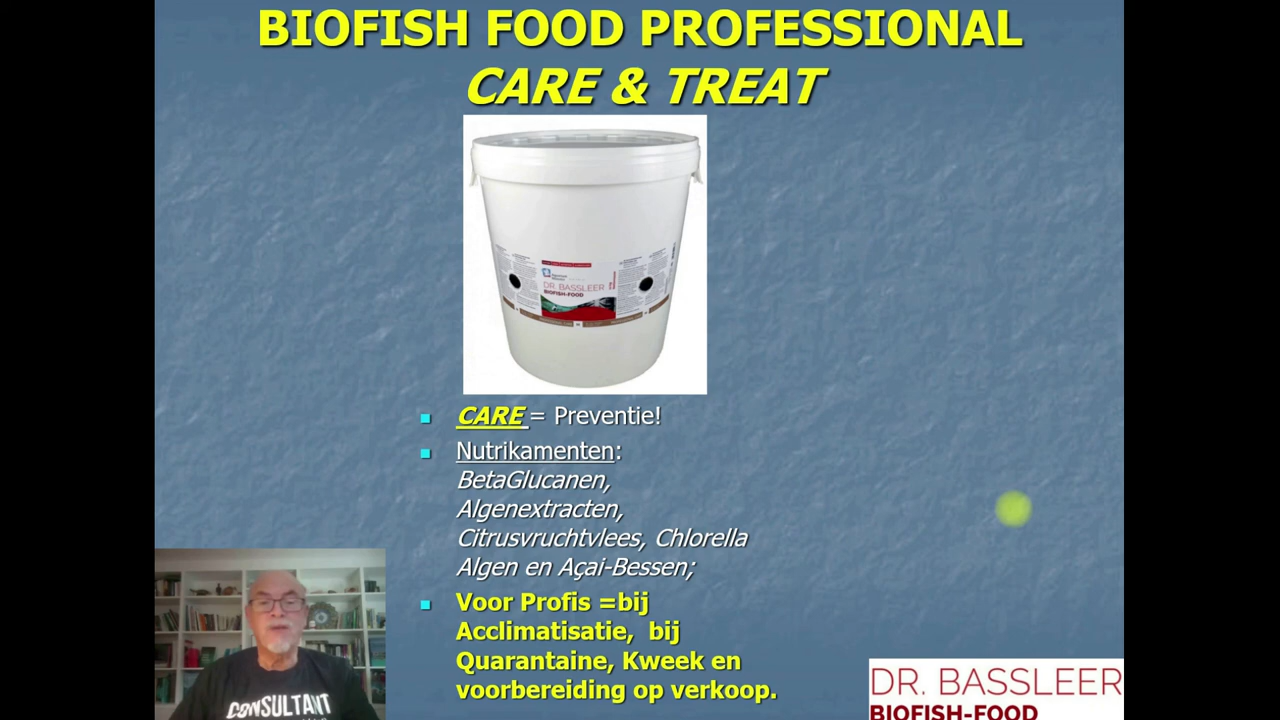 BIOFISH FOOD PROFESSIONAL
CARE & TREAT
DR. BASSLEER
BIOFISH-FOOD
CARE = Preventie!
Nutrikamenten:
BetaGlucanen,
Algenextracten,
Citrusvruchtvlees, Chlorella
Algen en Açai-Bessen;
Voor Profis =bij
Acclimatisatie, bij
Quarantaine, Kweek en
voorbereiding op verkoop.
CONSULTANT
DR. BASSLEER
BIOFISH-FOOD